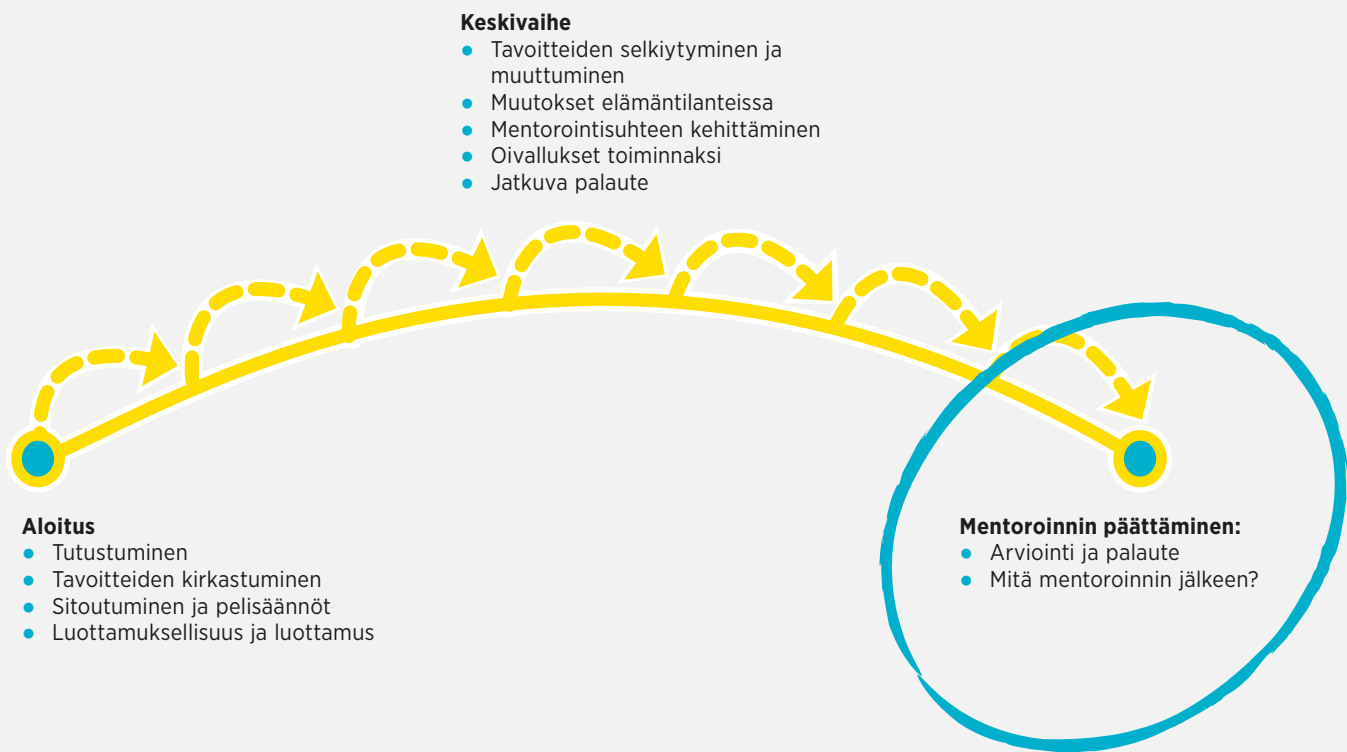 Keskivaihe
● Tavoitteiden selkiytyminen ja
muuttuminen
● Muutokset elämäntilanteissa
● Mentorointisuhteen kehittäminen
● Oivallukset toiminnaksi
● Jatkuva palaute
Aloitus
● Tutustuminen
● Tavoitteiden kirkastuminen
● Sitoutuminen ja pelisäännöt
● Luottamuksellisuus ja luottamus
Mentoroinnin päättäminen:
● Arviointi ja palaute
● Mitä mentoroinnin jälkeen?